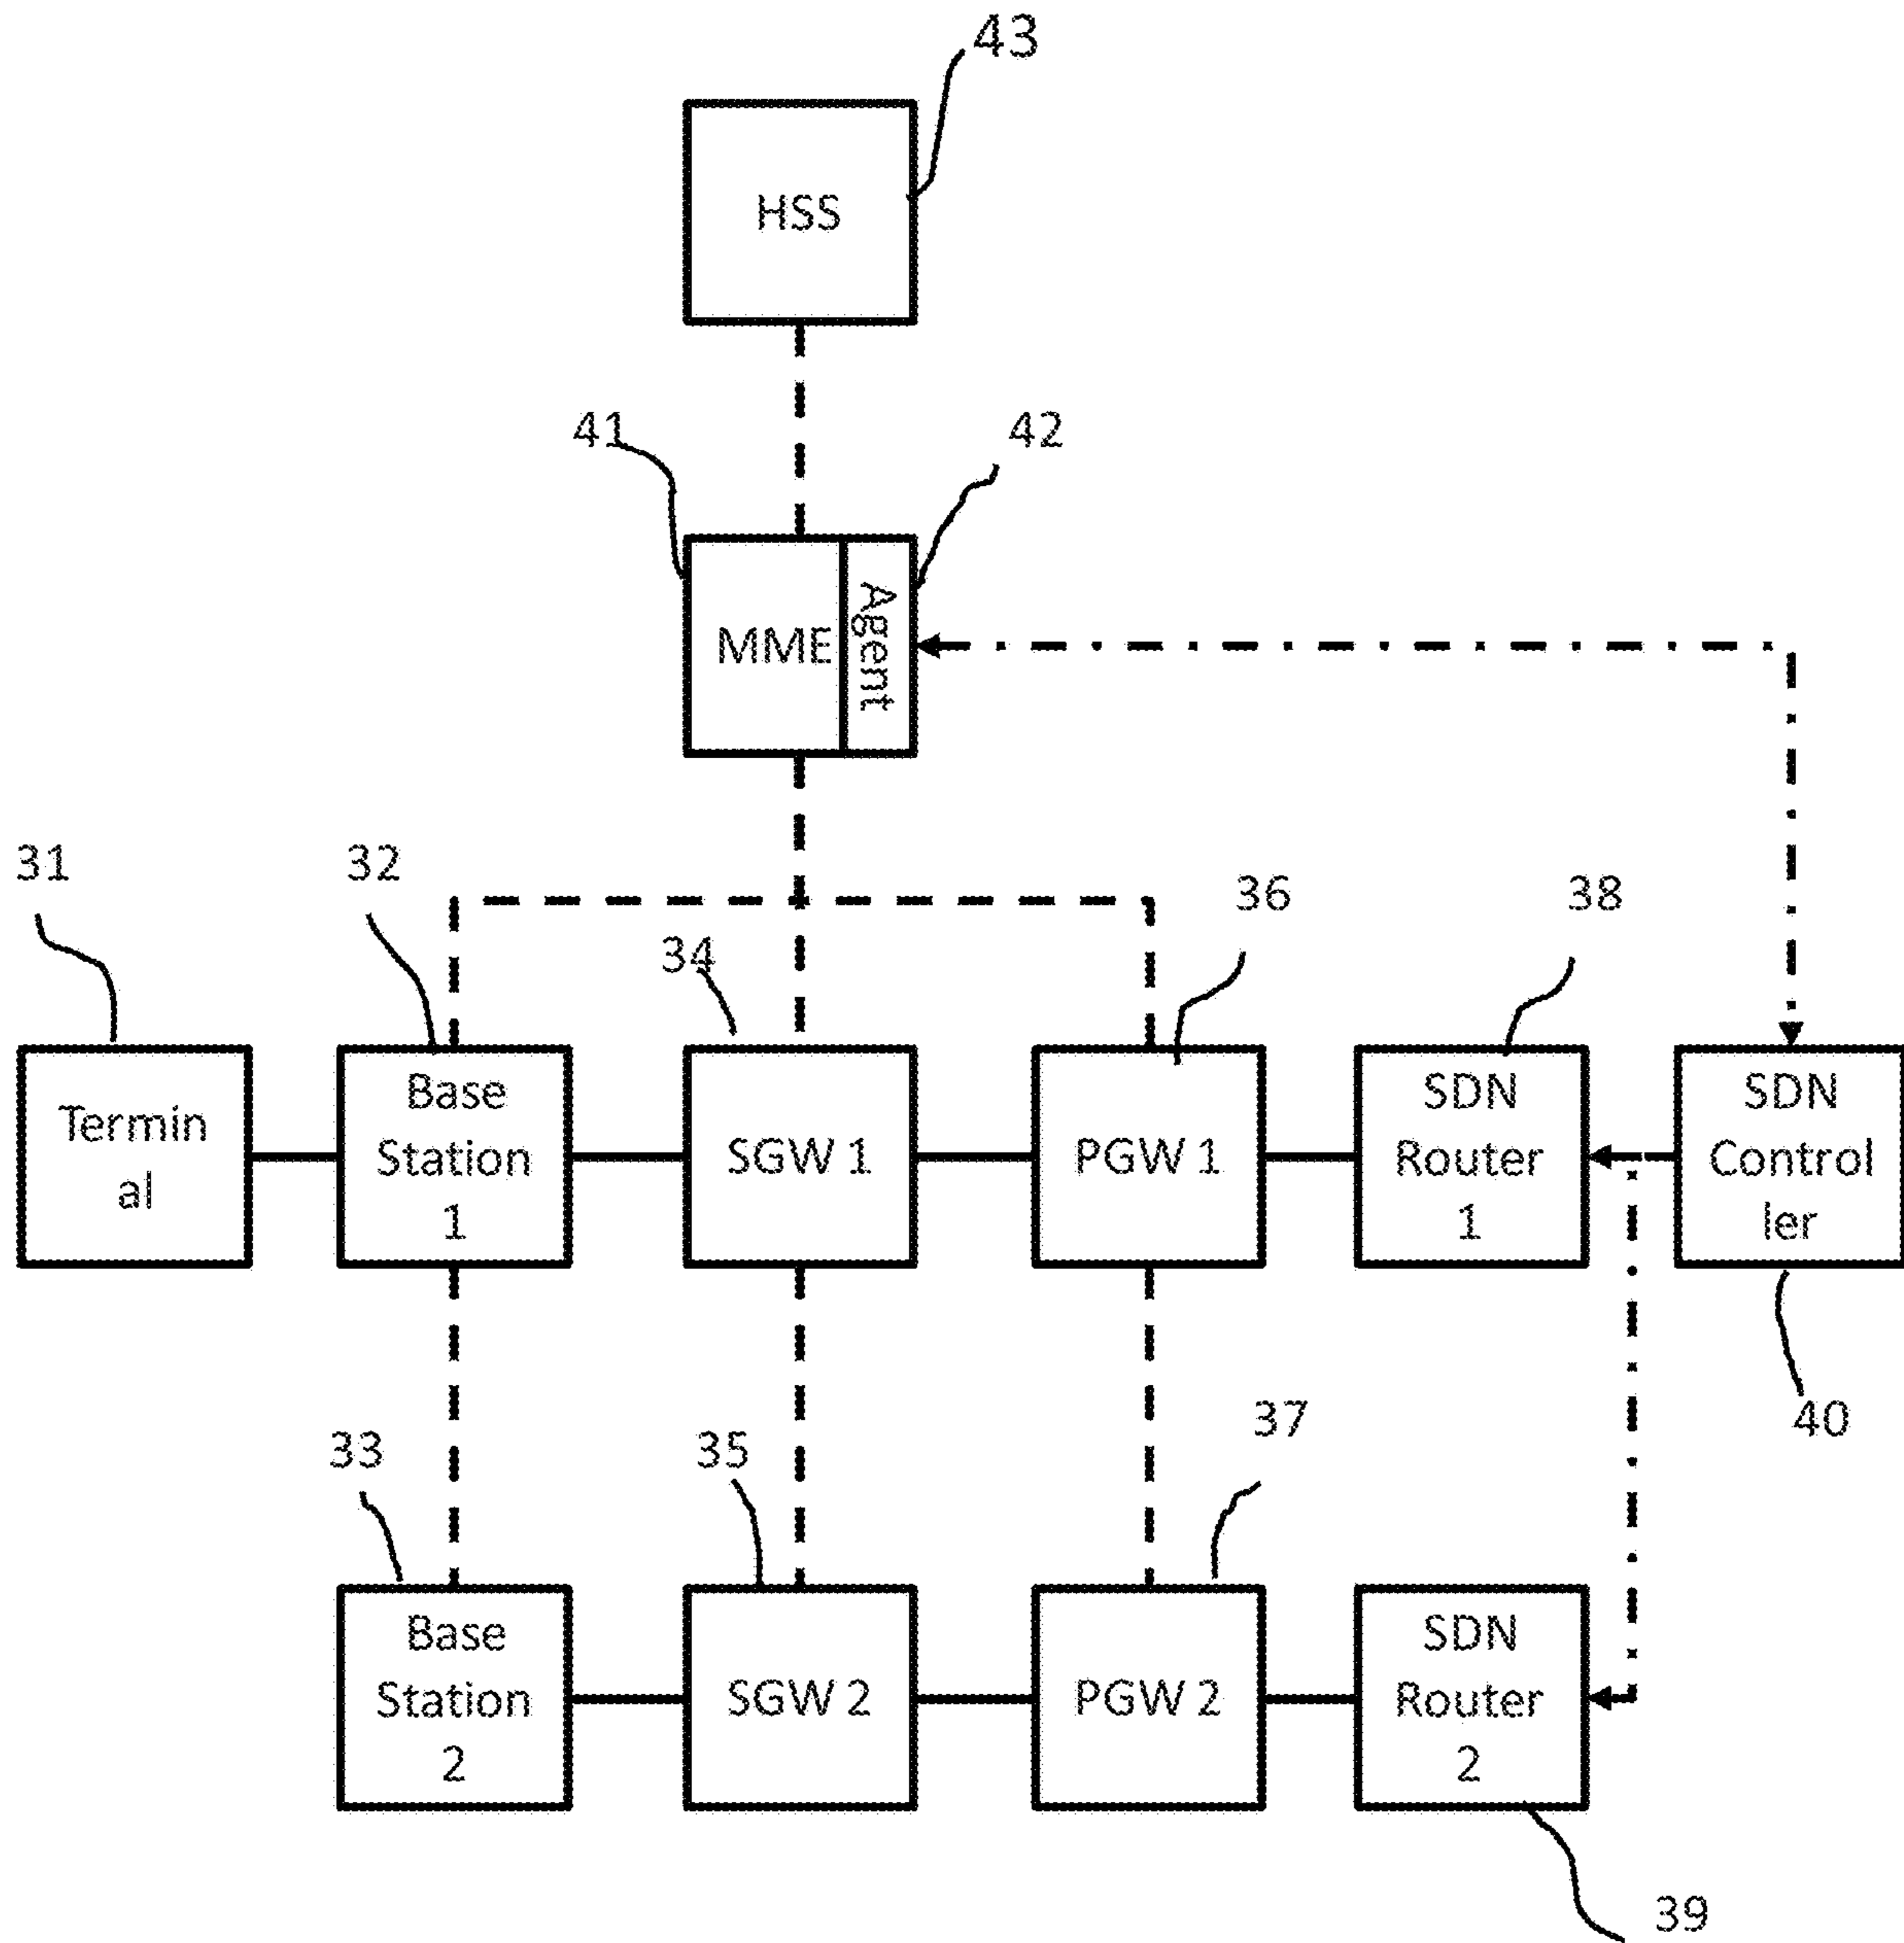 43
HSS
41
42
MME
Agent
31
32
34
36
38
Termin
al
Base
Station
1
SGW 1
PGW 1
SDN
Router
1
SDN
Control
ler
40
33
35
37
Base
Station
2
SGW 2
PGW 2
SDN
Router
2
39